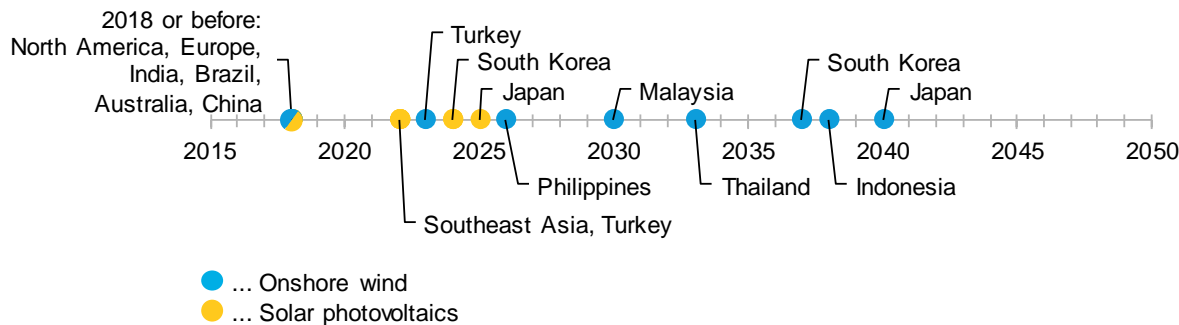 2018 or before:
North America, Europe,
India, Brazil,
Australia, China
Turkey
South Korea
Japan
Malaysia
South Korea
Japan
2015 2020 2025 2030 2035 2040 2045 2050
Philippines
Thailand
Indonesia
Southeast Asia, Turkey
... Onshore wind
... Solar photovoltaics